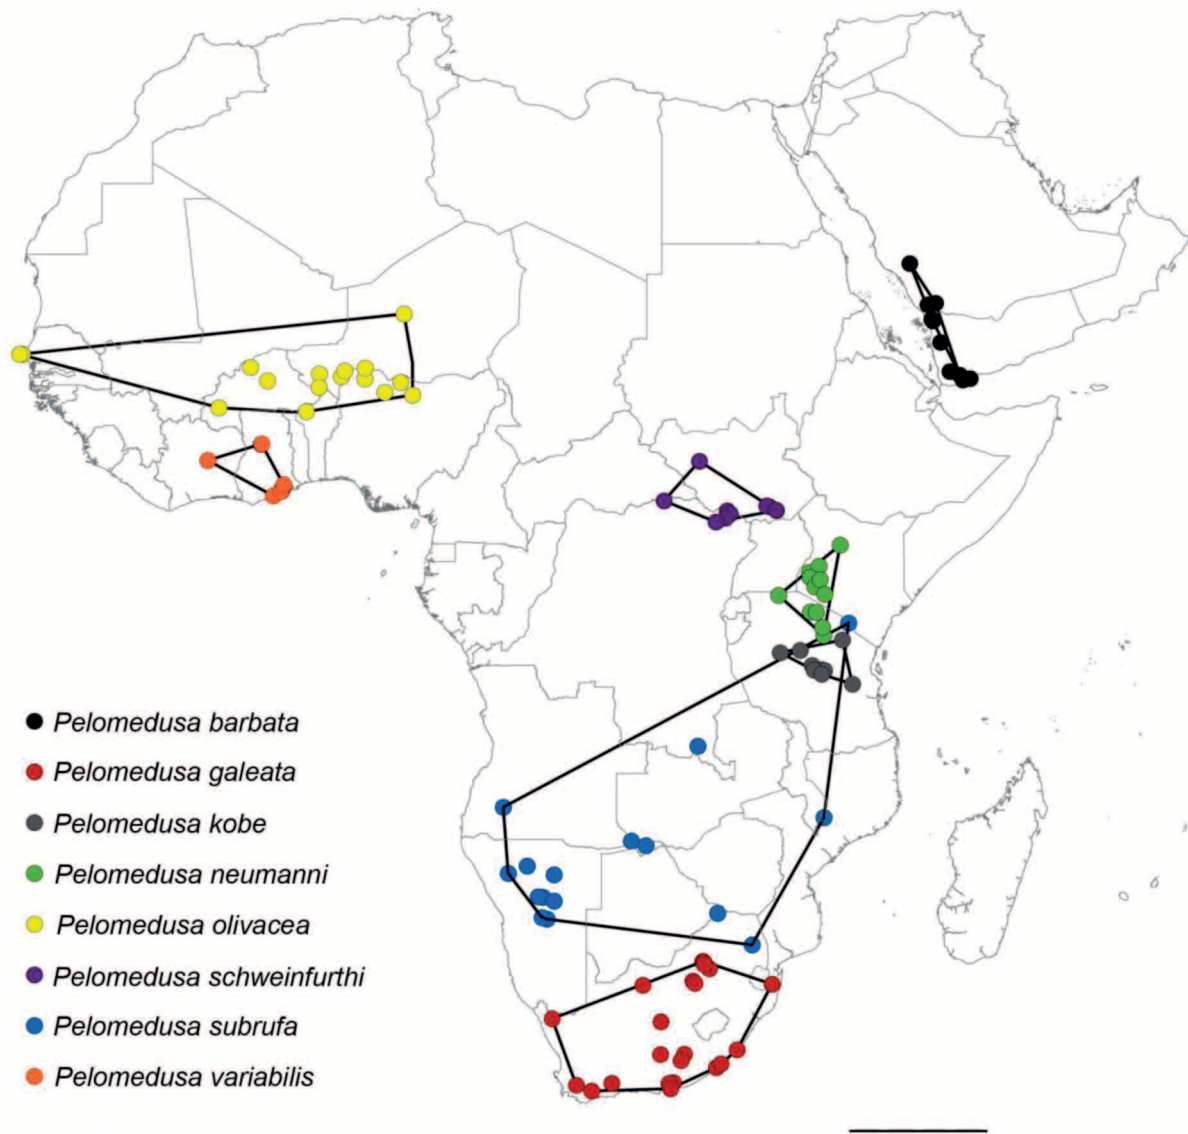 Pelomedusa barbata
Pelomedusa galeata
Pelomedusa kobe
Pelomedusa neumanni
Pelomedusa olivacea
Pelomedusa schweinfurthi
Pelomedusa subrufa
Pelomedusa variabilis